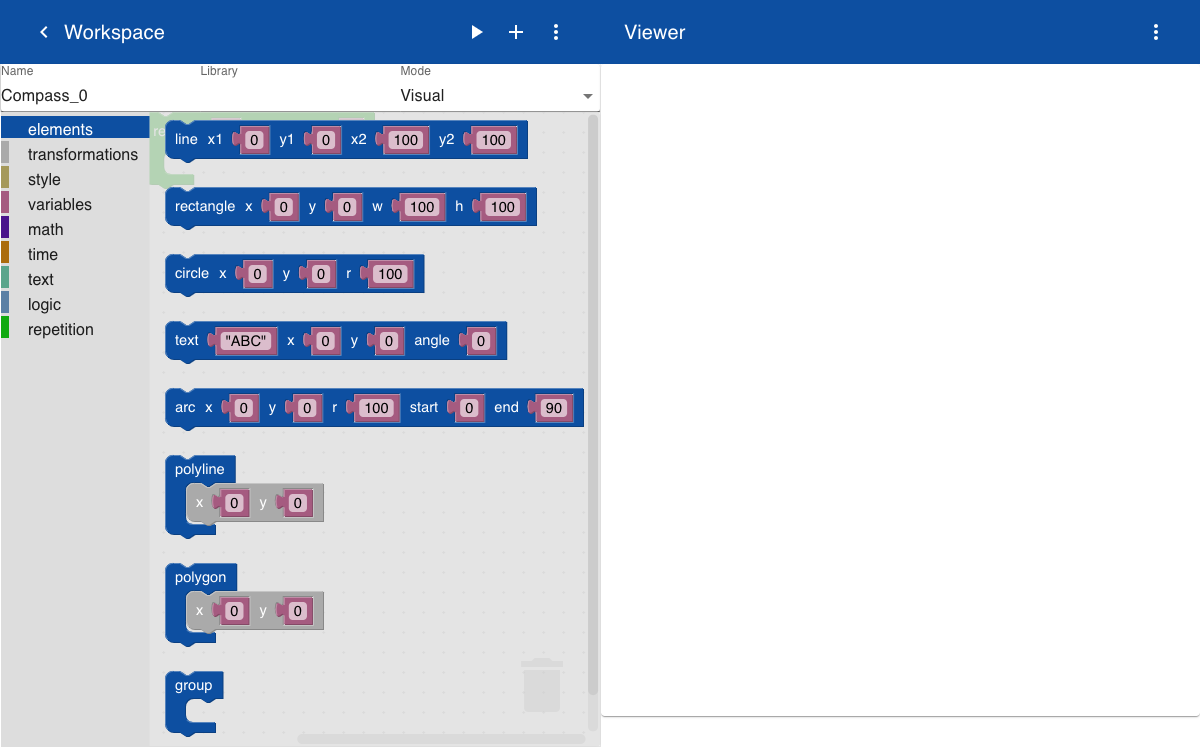 Workspace
Viewer
Name Library Mode
Compass_0 Visual
elements
transformations
style
variables
math
time
text
logic
repetition
line x1 0 y1 0 x2 100 y2 100
rectangle x 0 y 0 w 100 h 100
circle x 0 y 0 r 100
text "ABC" x 0 y 0 angle 0
arc x 0 y 0 r 100 start 0 end 90
polyline
x 0 y 0
polygon
x 0 y 0
group